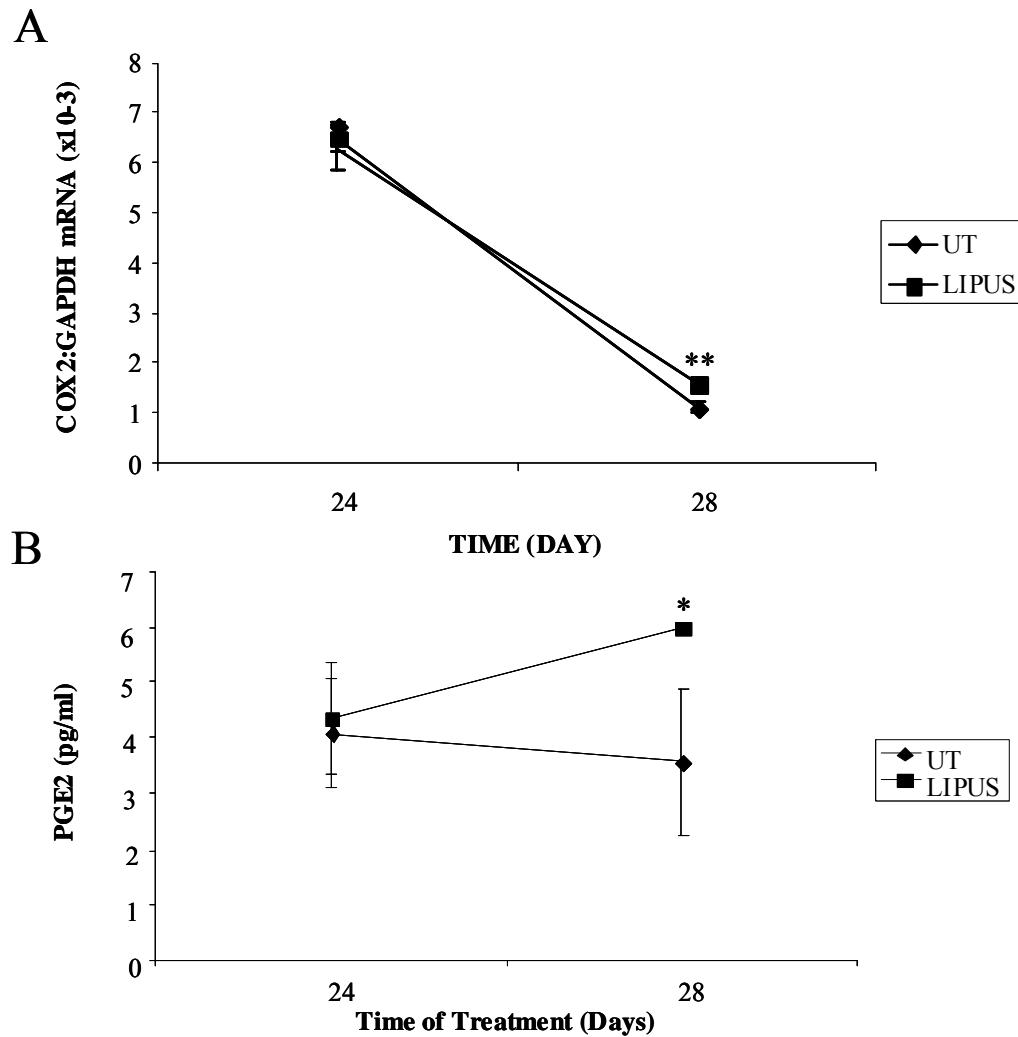 A
8
7
6
5
4
3
2
1
0
COX2:GAPDH mRNA (x10-3)
**
UT
LIPUS
24 28
TIME (DAY)
B
7
6
5
4
3
2
1
0
PGE2 (pg/ml)
*
UT
LIPUS
24 28
Time of Treatment (Days)